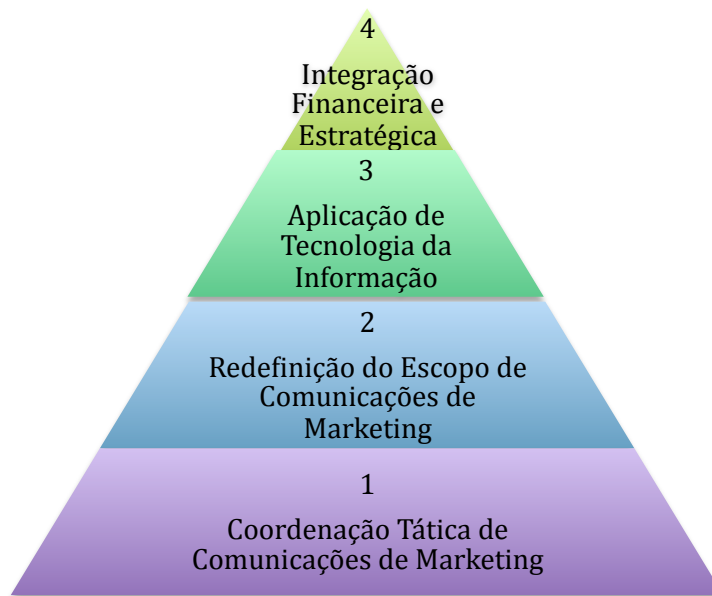 4
Integração
Financeira e
Estratégica
3
Aplicação de
Tecnologia da
Informação
2
Redefinição do Escopo de
Comunicações de
Marketing
1
Coordenação Tática de
Comunicações de Marketing